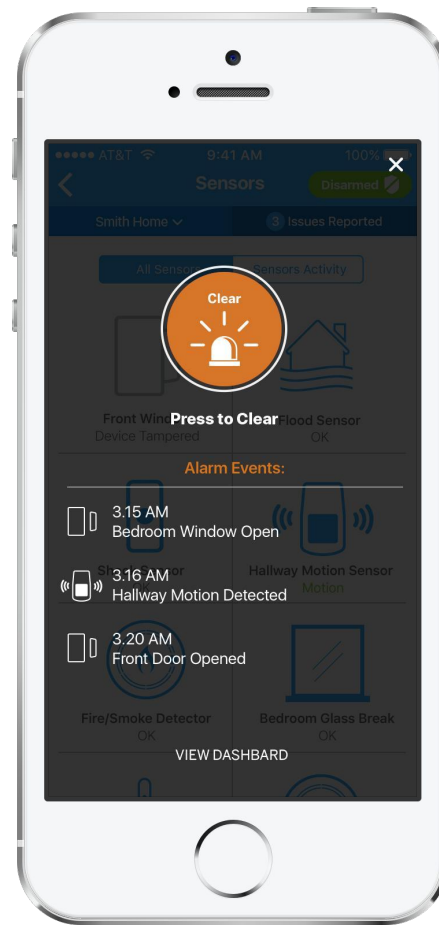 AT&T 9:41 AM 100%
Sensors
Disarmed
Smith Home
3 Issues Reported
All Sensors
Sensors Activity
Clear
Press to Clear
Front Wind
Flood Sensor
Device Tampered
OK
Alarm Events:
3.15 AM
Bedroom Window Open
Hallway Motion Sensor
Motion
3.16 AM
Hallway Motion Detected
3.20 AM
Front Door Opened
Fire/Smoke Detector
OK
Bedroom Glass Break
OK
VIEW DASHBARD